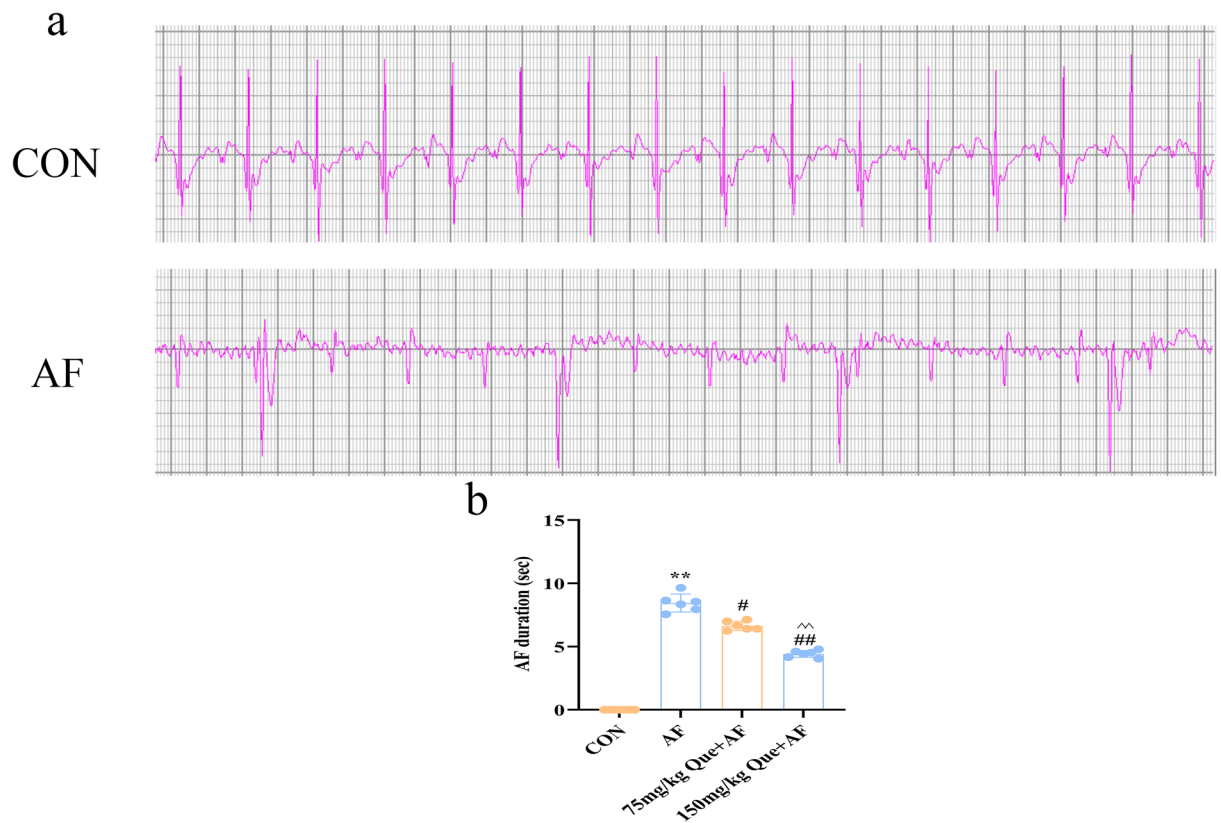 a
CON
AF
b
AF duration (sec)
15
10
5
0
**
#
^^
##
CON
AF
75mg/kg Que+AF
150mg/kg Que+AF